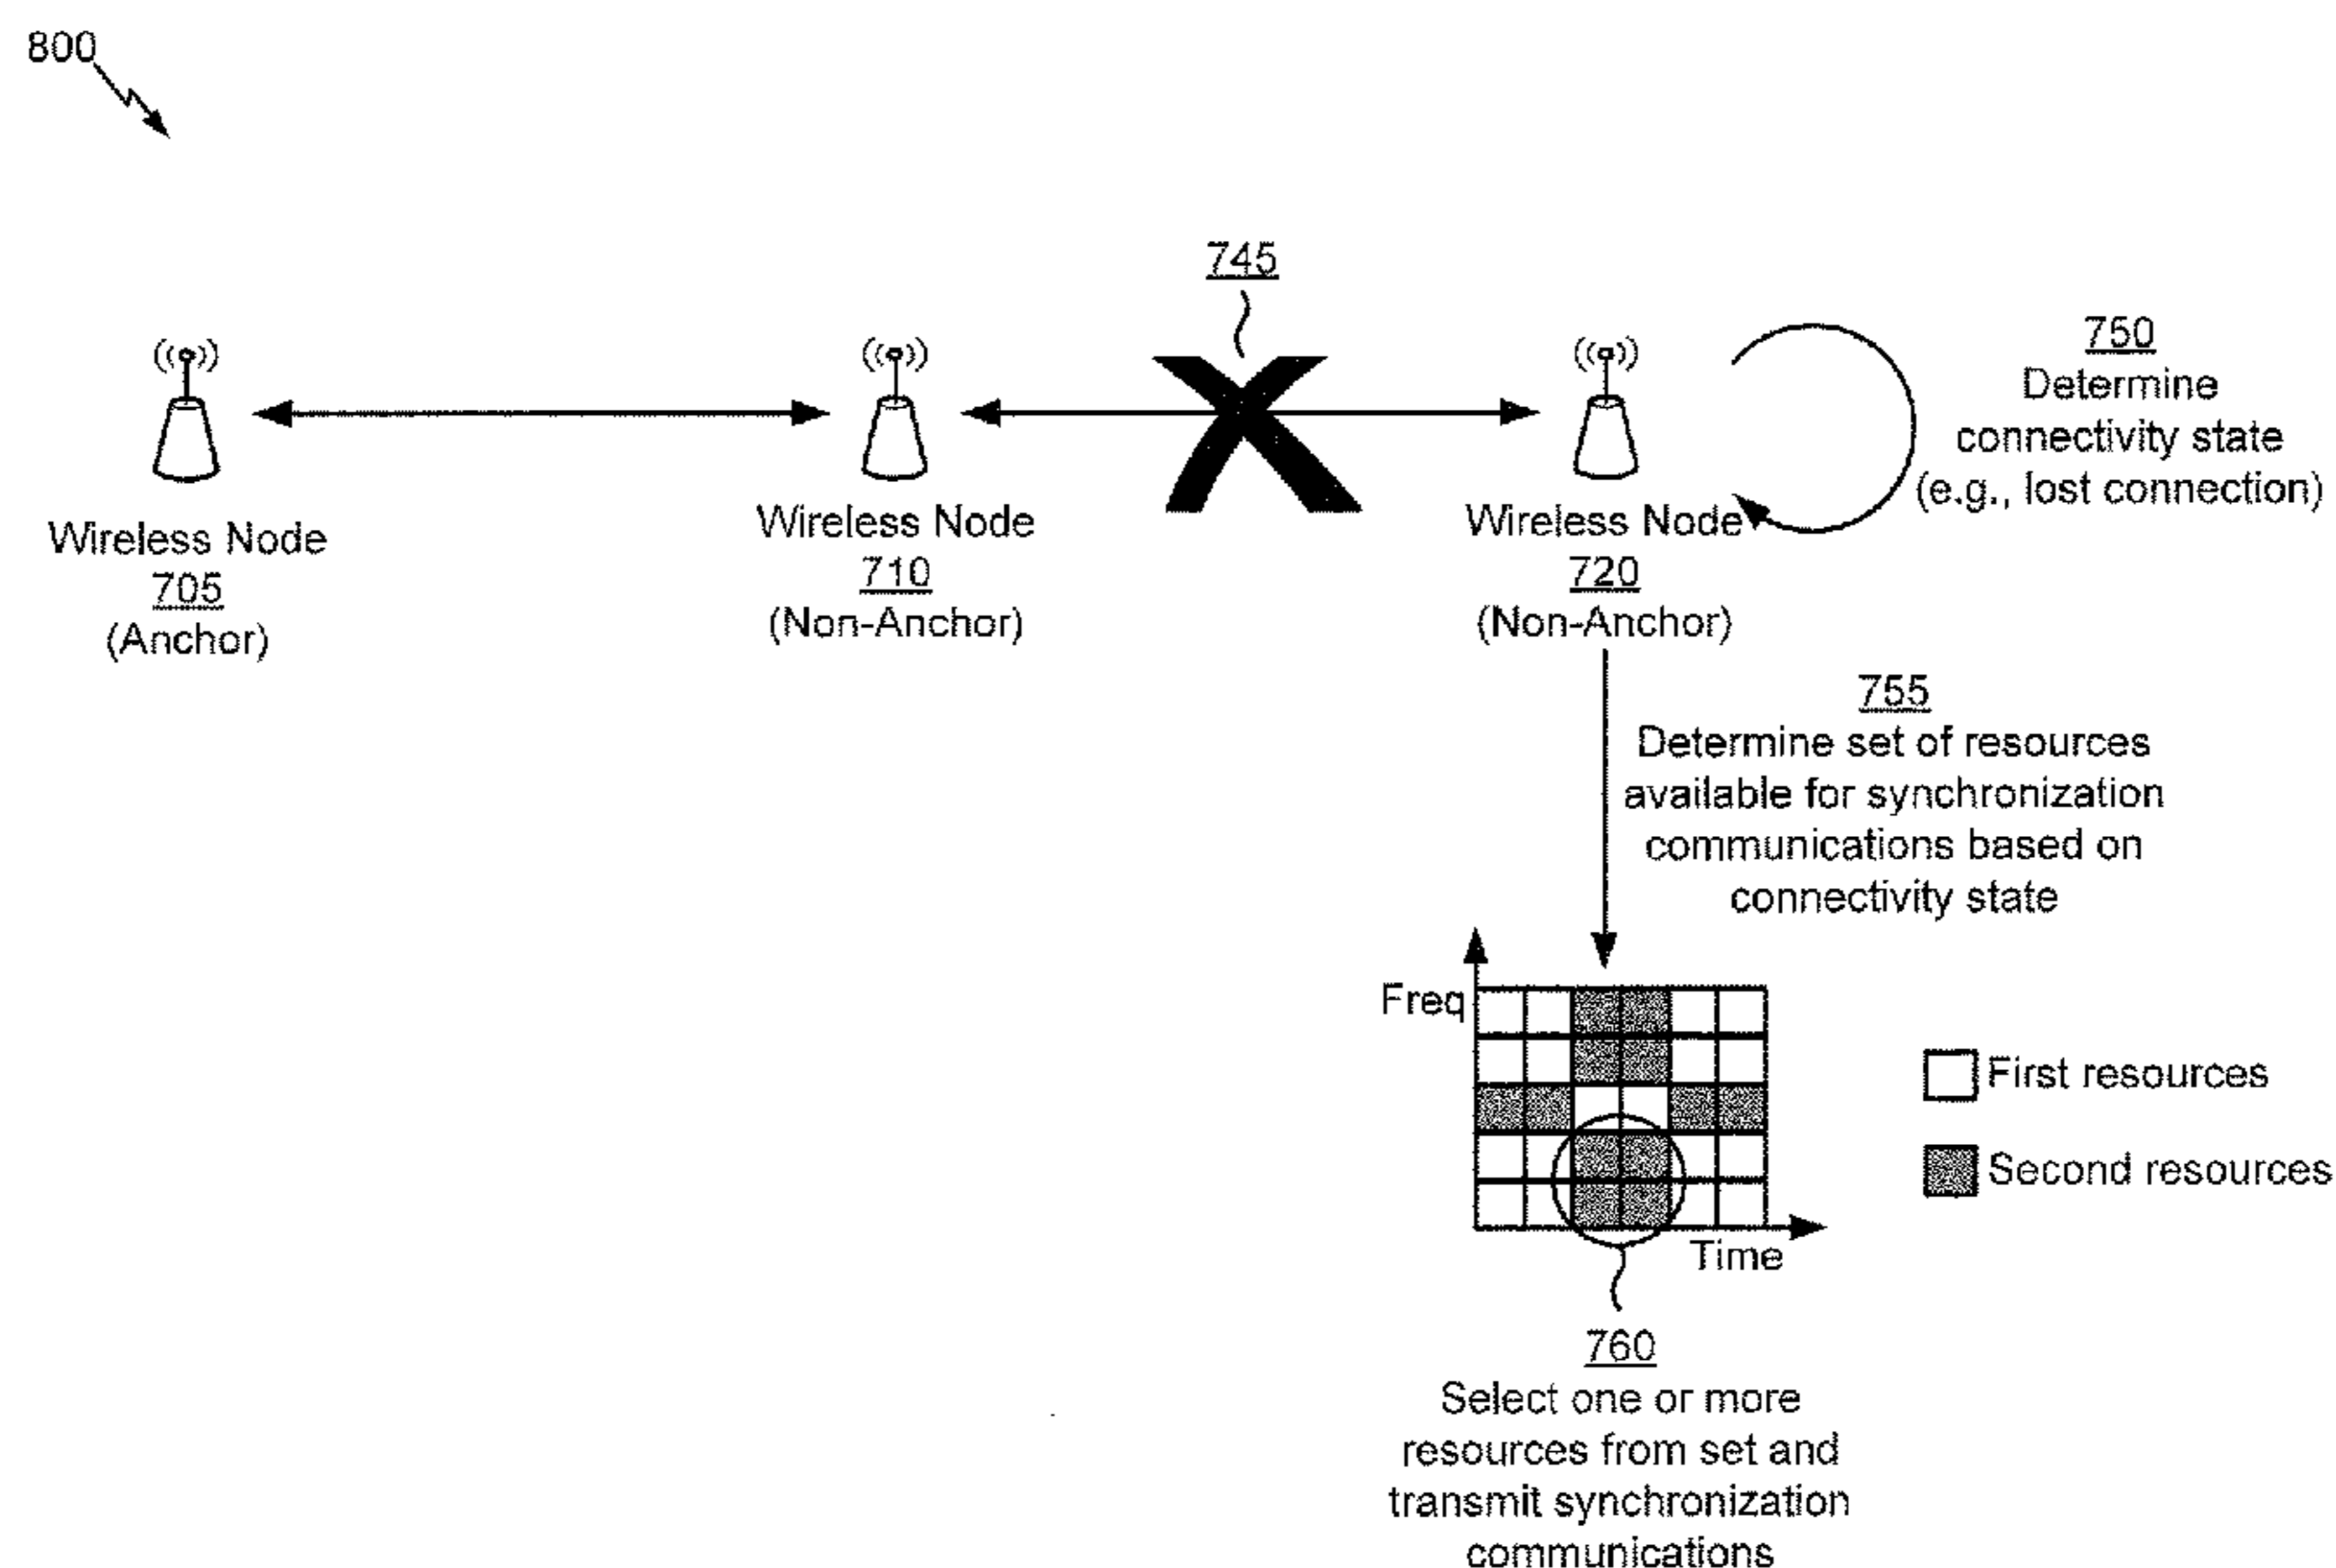 800
745
750
Determine
connectivity state
(e.g., lost connection)
Wireless Node
705
(Anchor)
Wireless Node
710
(Non-Anchor)
Wireless Node
720
(Non-Anchor)
755
Determine set of resources
available for synchronization
communications based on
connectivity state
Freq
Time
First resources
Second resources
760
Select one or more
resources from set and
transmit synchronization
communications